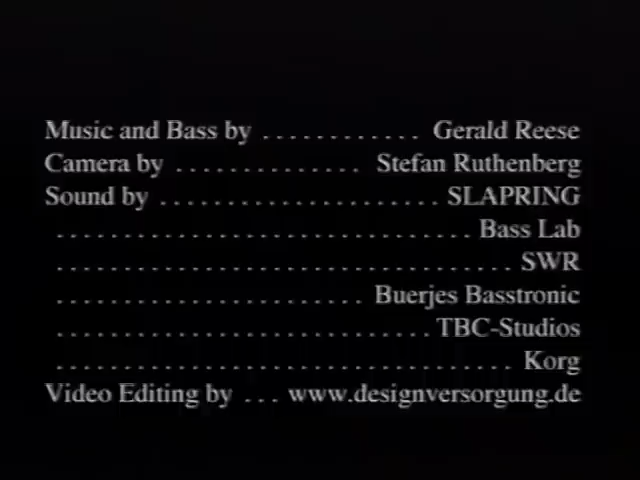 Music and Bass by ............ Gerald Reese
Camera by .............. Stefan Ruthenberg
Sound by ..................... SLAPRING
............................... Bass Lab
.................................. SWR
....................... Buerjes Basstronic
............................ TBC-Studios
.................................. Korg
Video Editing by ... www.designversorgung.de